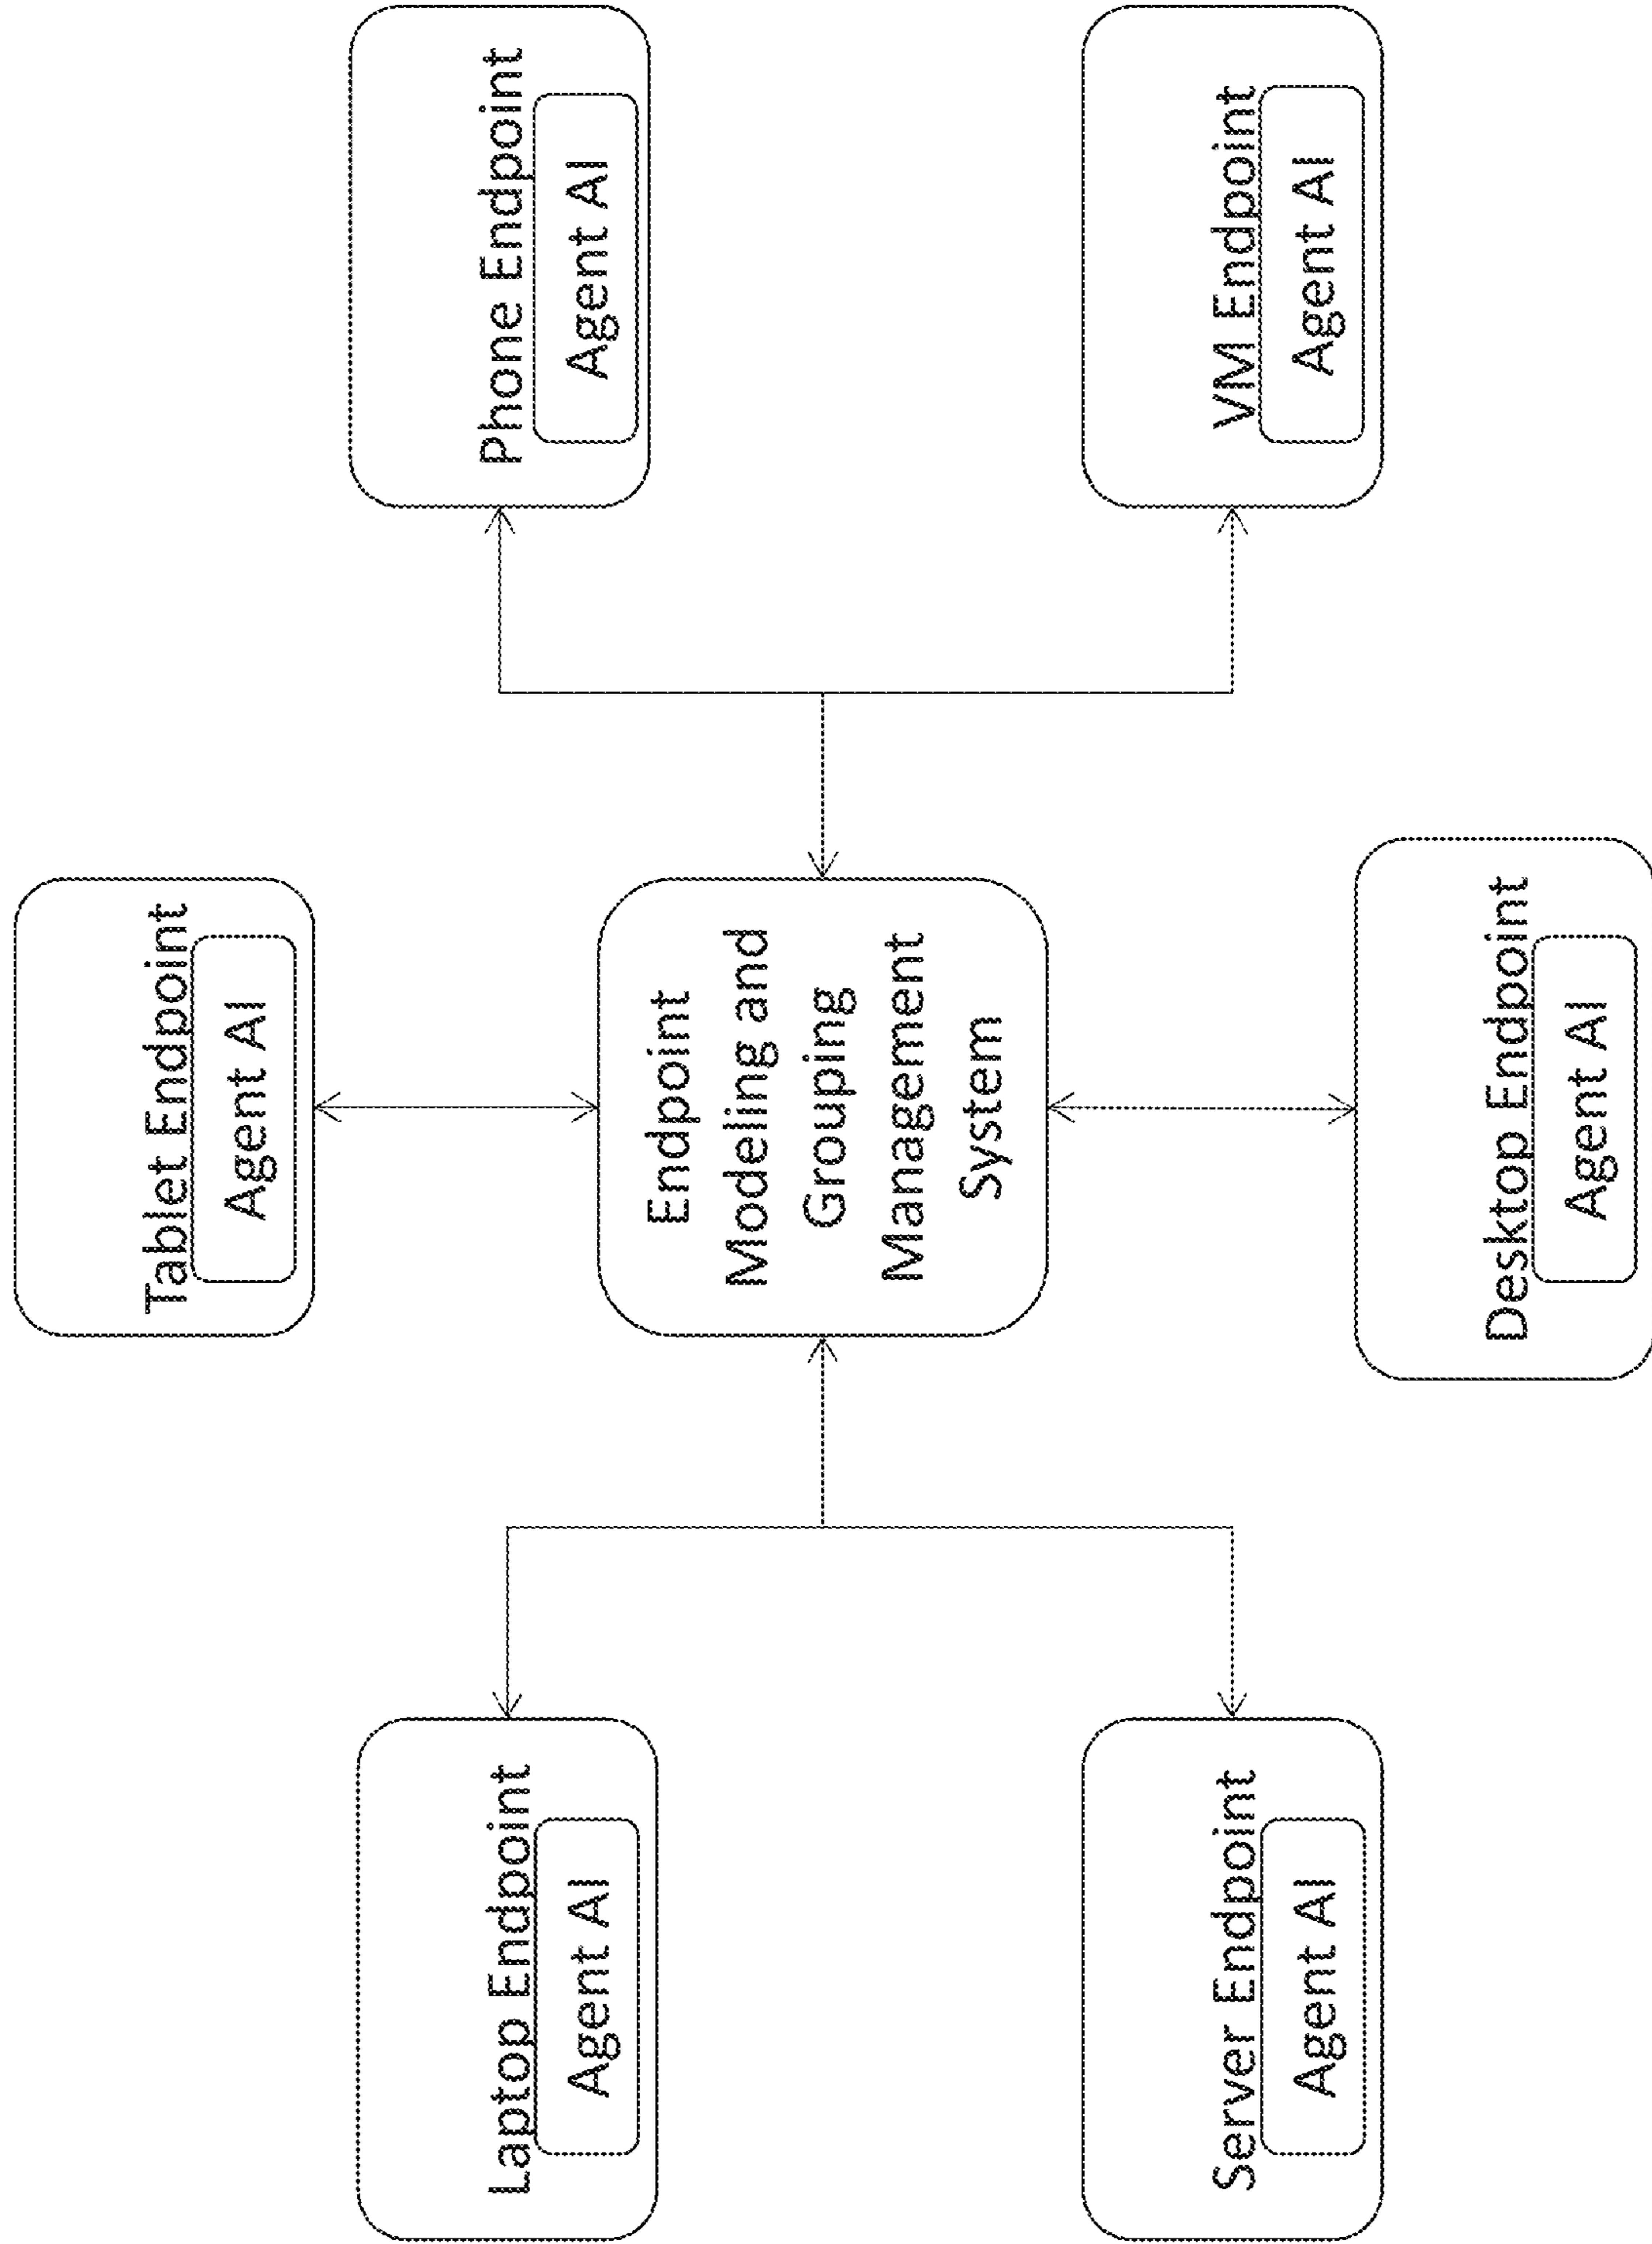 Tablet Endpoint
Agent AI
Laptop Endpoint
Agent AI
Phone Endpoint
Agent AI
Endpoint
Modeling and
Grouping
Management
System
Server Endpoint
Agent AI
VM Endpoint
Agent AI
Desktop Endpoint
Agent AI